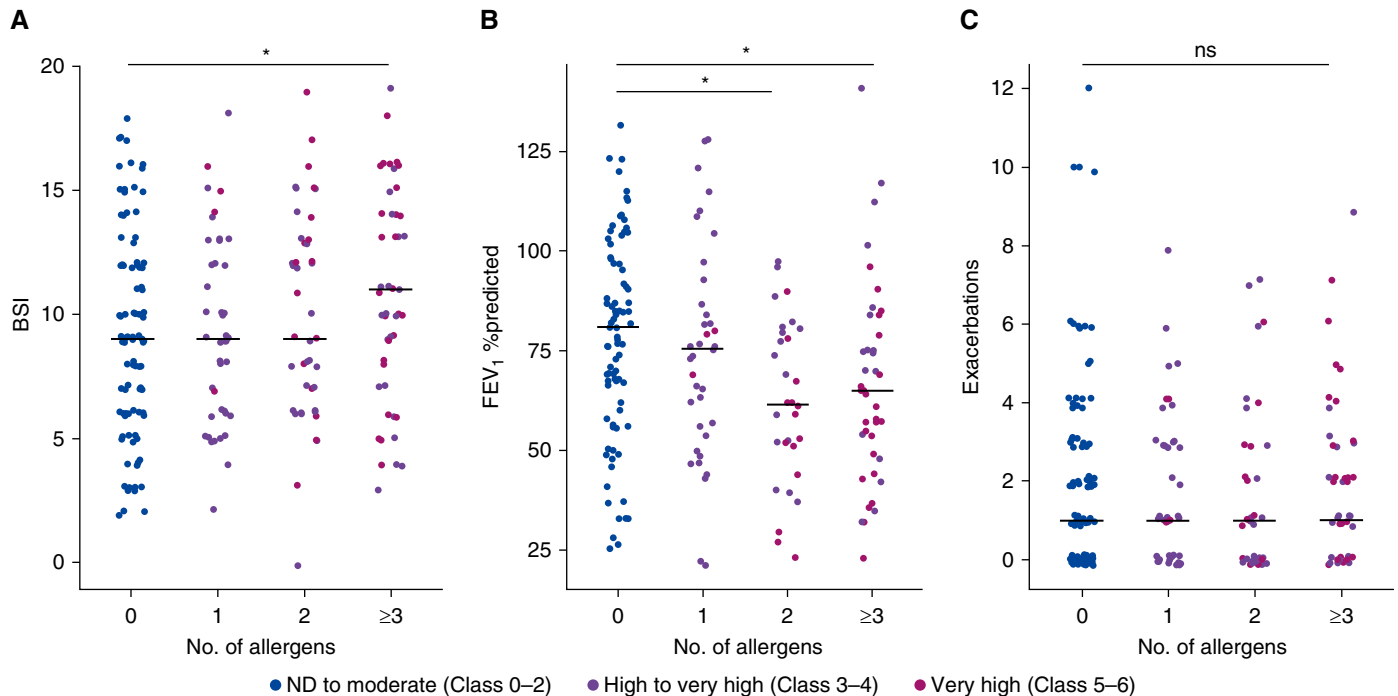 A
*
20
15
10
5
0
BSI
0 1 2 ≥3
No. of allergens
B
*
*
125
100
75
50
25
FEV1 %predicted
0 1 2 ≥3
No. of allergens
C
ns
12
10
8
6
4
2
0
Exacerbations
0 1 2 ≥3
No. of allergens
ND to moderate (Class 0–2) High to very high (Class 3–4) Very high (Class 5–6)